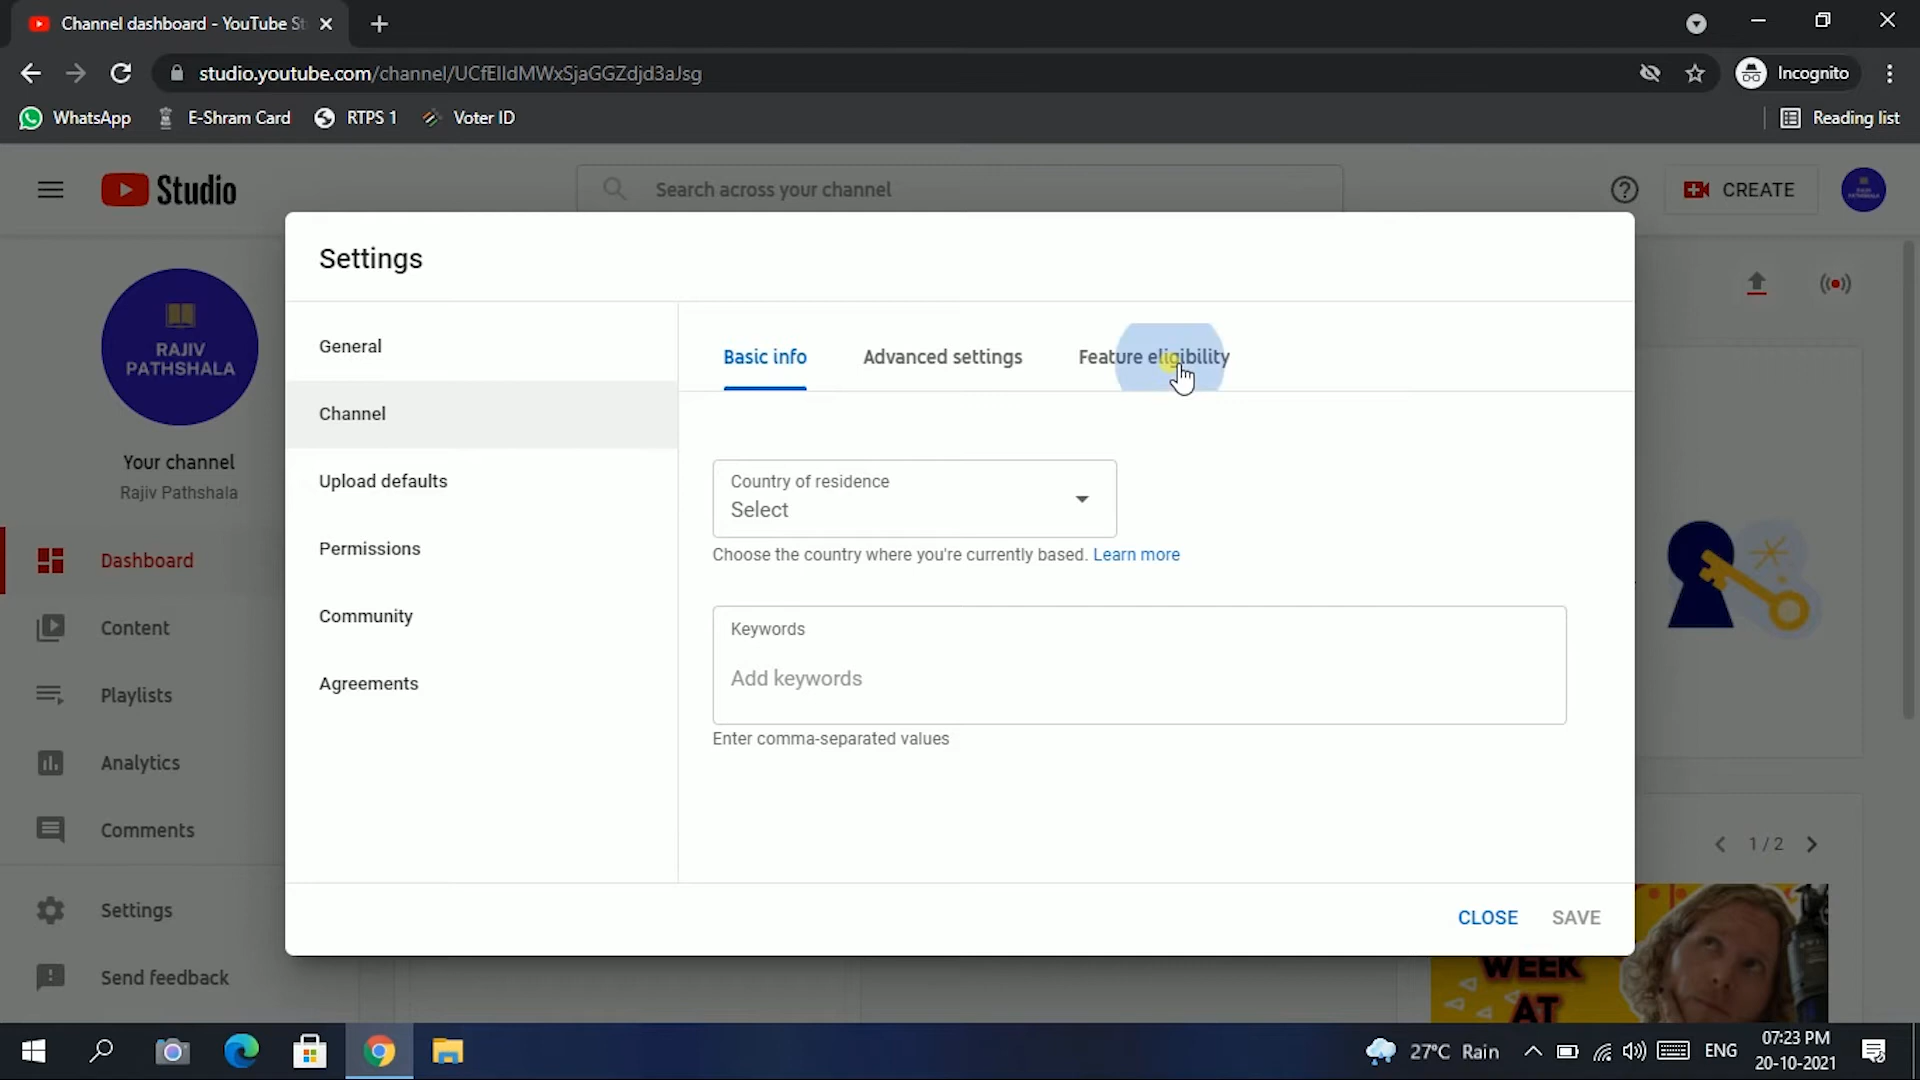 Channel dashboard - YouTube St
studio.youtube.com/channel/UCfEIIdMWxSjaGGZdjd3aJsg
Incognito
WhatsApp
E-Shram Card
RTPS 1
Voter ID
Reading list
Studio
Search across your channel
CREATE
Settings
RAJIV
PATHSHALA
Your channel
Rajiv Pathshala
Dashboard
Content
Playlists
Analytics
Comments
Settings
Send feedback
General
Channel
Upload defaults
Permissions
Community
Agreements
Basic info
Advanced settings
Feature eligibility
Country of residence
Select
Choose the country where you're currently based. Learn more
Keywords
Add keywords
Enter comma-separated values
CLOSE
SAVE
1 / 2
WEEK
AT
27°C Rain
ENG
07:23 PM
20-10-2021